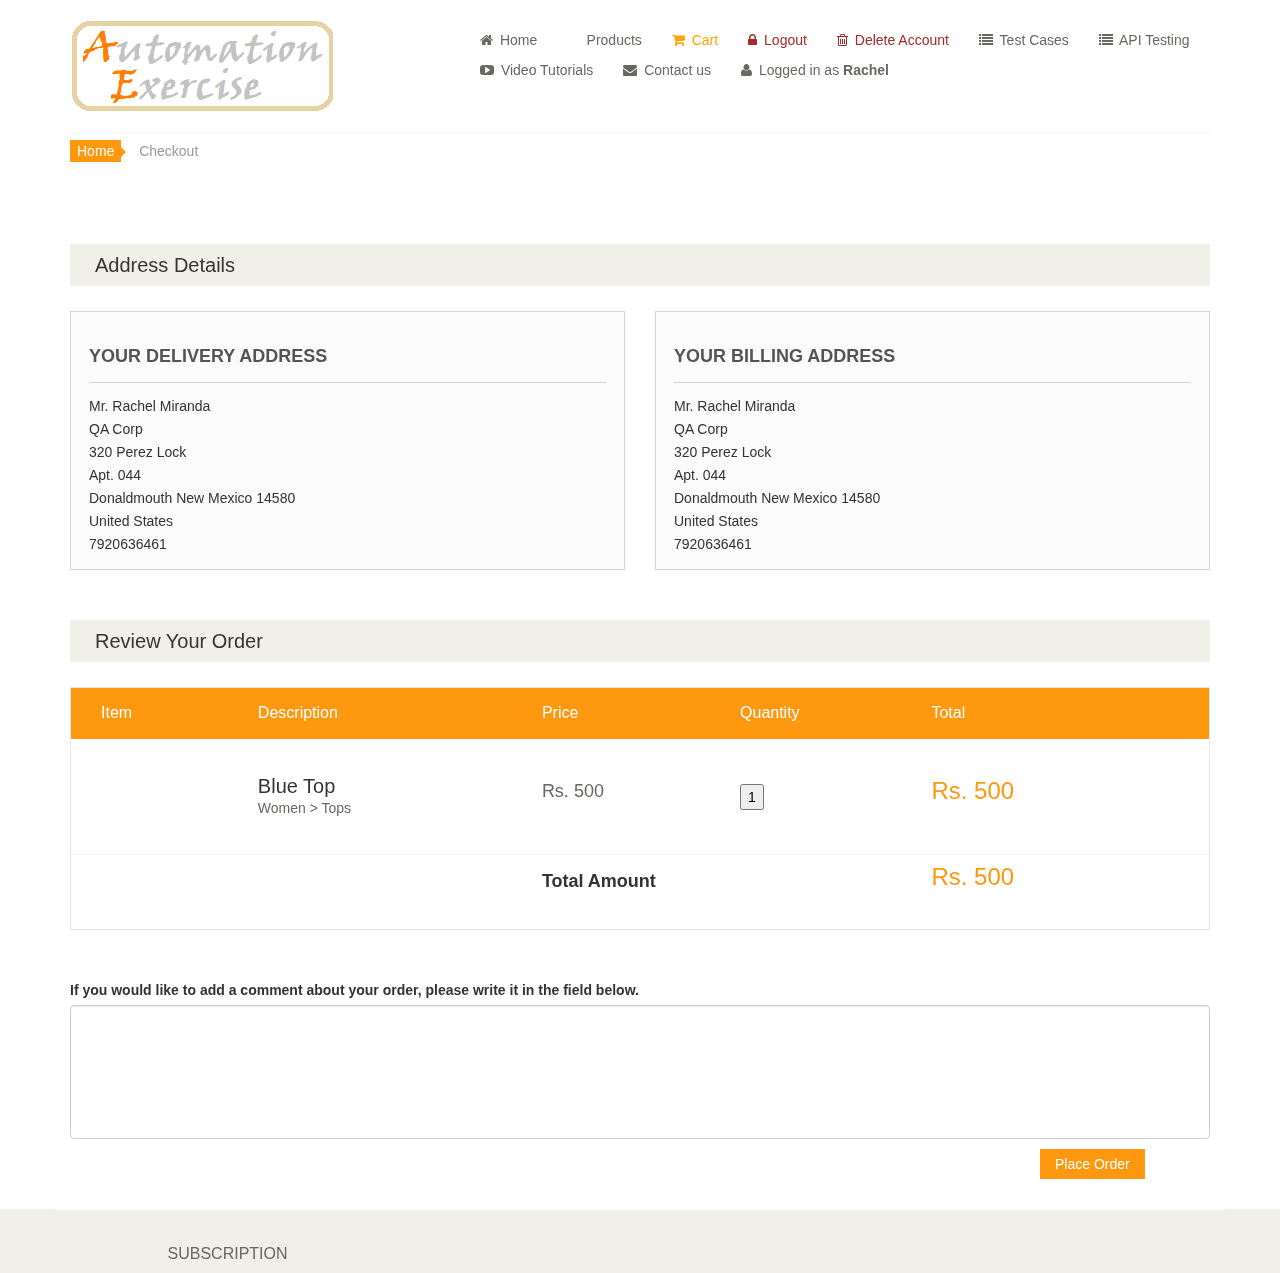 Automation
Exercise
Home Products Cart Logout Delete Account Test Cases API Testing
Video Tutorials Contact us Logged in as Rachel
Home Checkout
Address Details
YOUR DELIVERY ADDRESS
Mr. Rachel Miranda
QA Corp
320 Perez Lock
Apt. 044
Donaldmouth New Mexico 14580
United States
7920636461
YOUR BILLING ADDRESS
Mr. Rachel Miranda
QA Corp
320 Perez Lock
Apt. 044
Donaldmouth New Mexico 14580
United States
7920636461
Review Your Order
Item Description Price Quantity Total
Blue Top Rs. 500 1 Rs. 500
Women > Tops
Total Amount Rs. 500
If you would like to add a comment about your order, please write it in the field below.
Place Order
SUBSCRIPTION